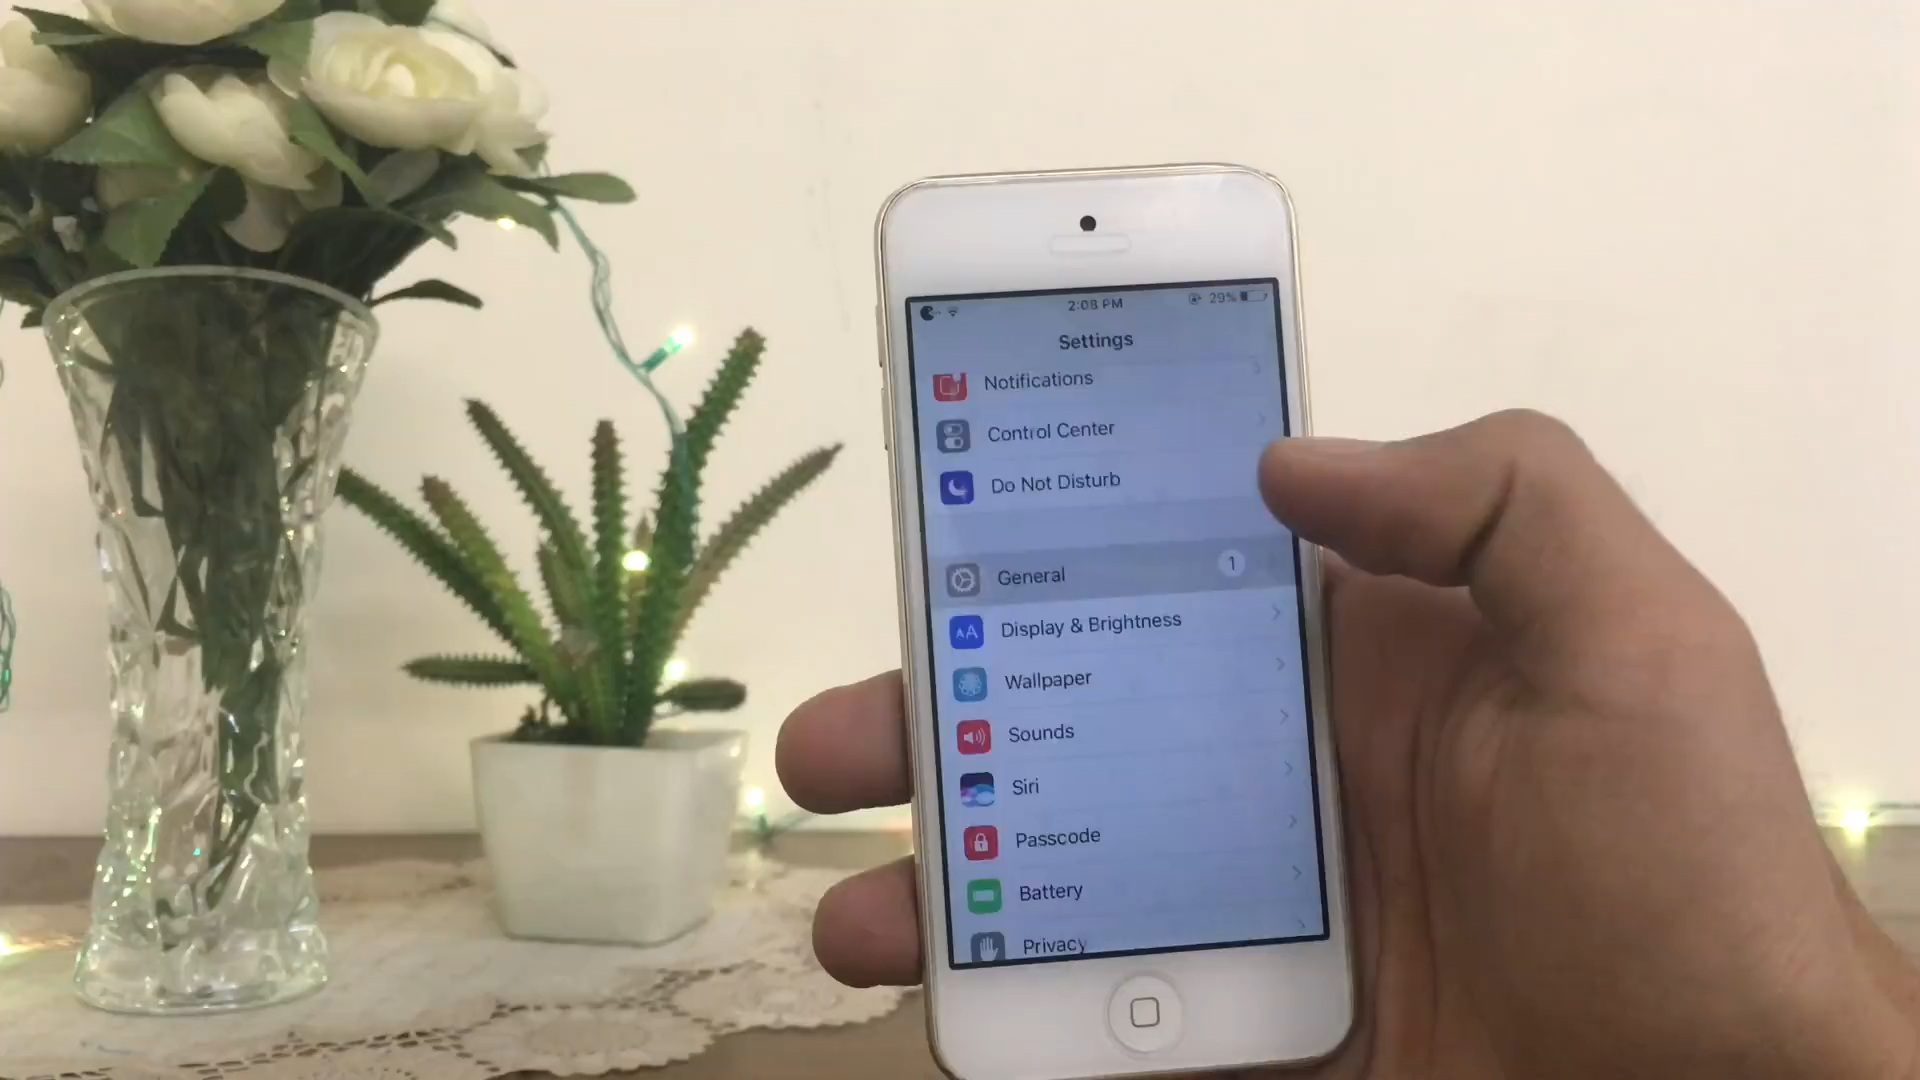 2:08 PM
29%
Settings
Notifications
Control Center
Do Not Disturb
General
1
AA
Display & Brightness
Wallpaper
Sounds
Siri
Passcode
Battery
Privacy